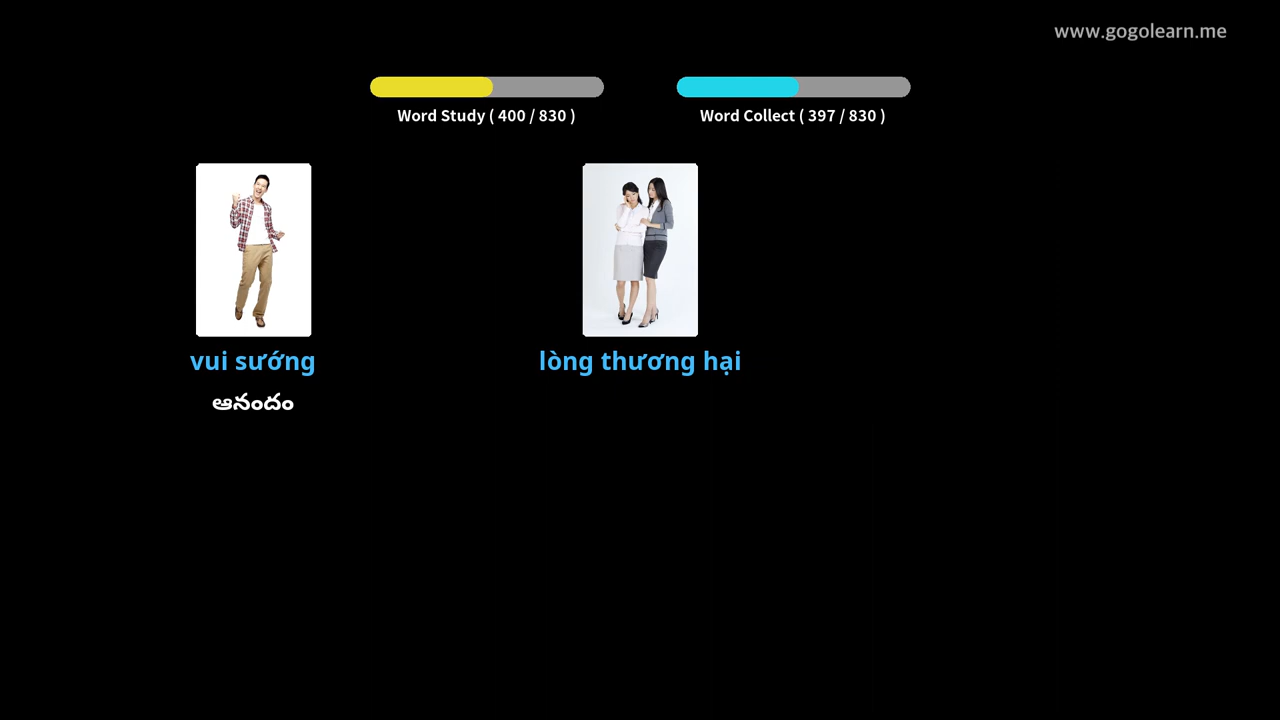 www.gogolearn.me
Word Study ( 400 / 830 )
Word Collect ( 397 / 830 )
vui sướng
lòng thương hại
ఆనందం